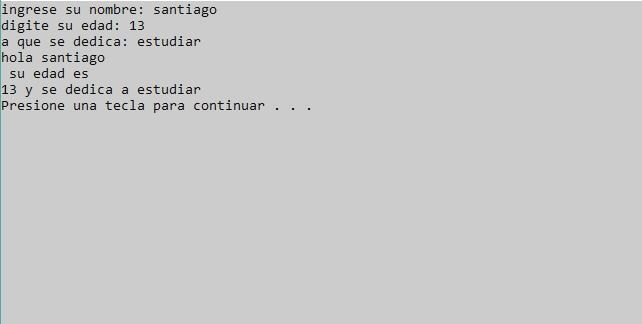 ingrese su nombre: santiago
digite su edad: 13
a que se dedica: estudiar
hola santiago
 su edad es
13 y se dedica a estudiar
Presione una tecla para continuar . . .